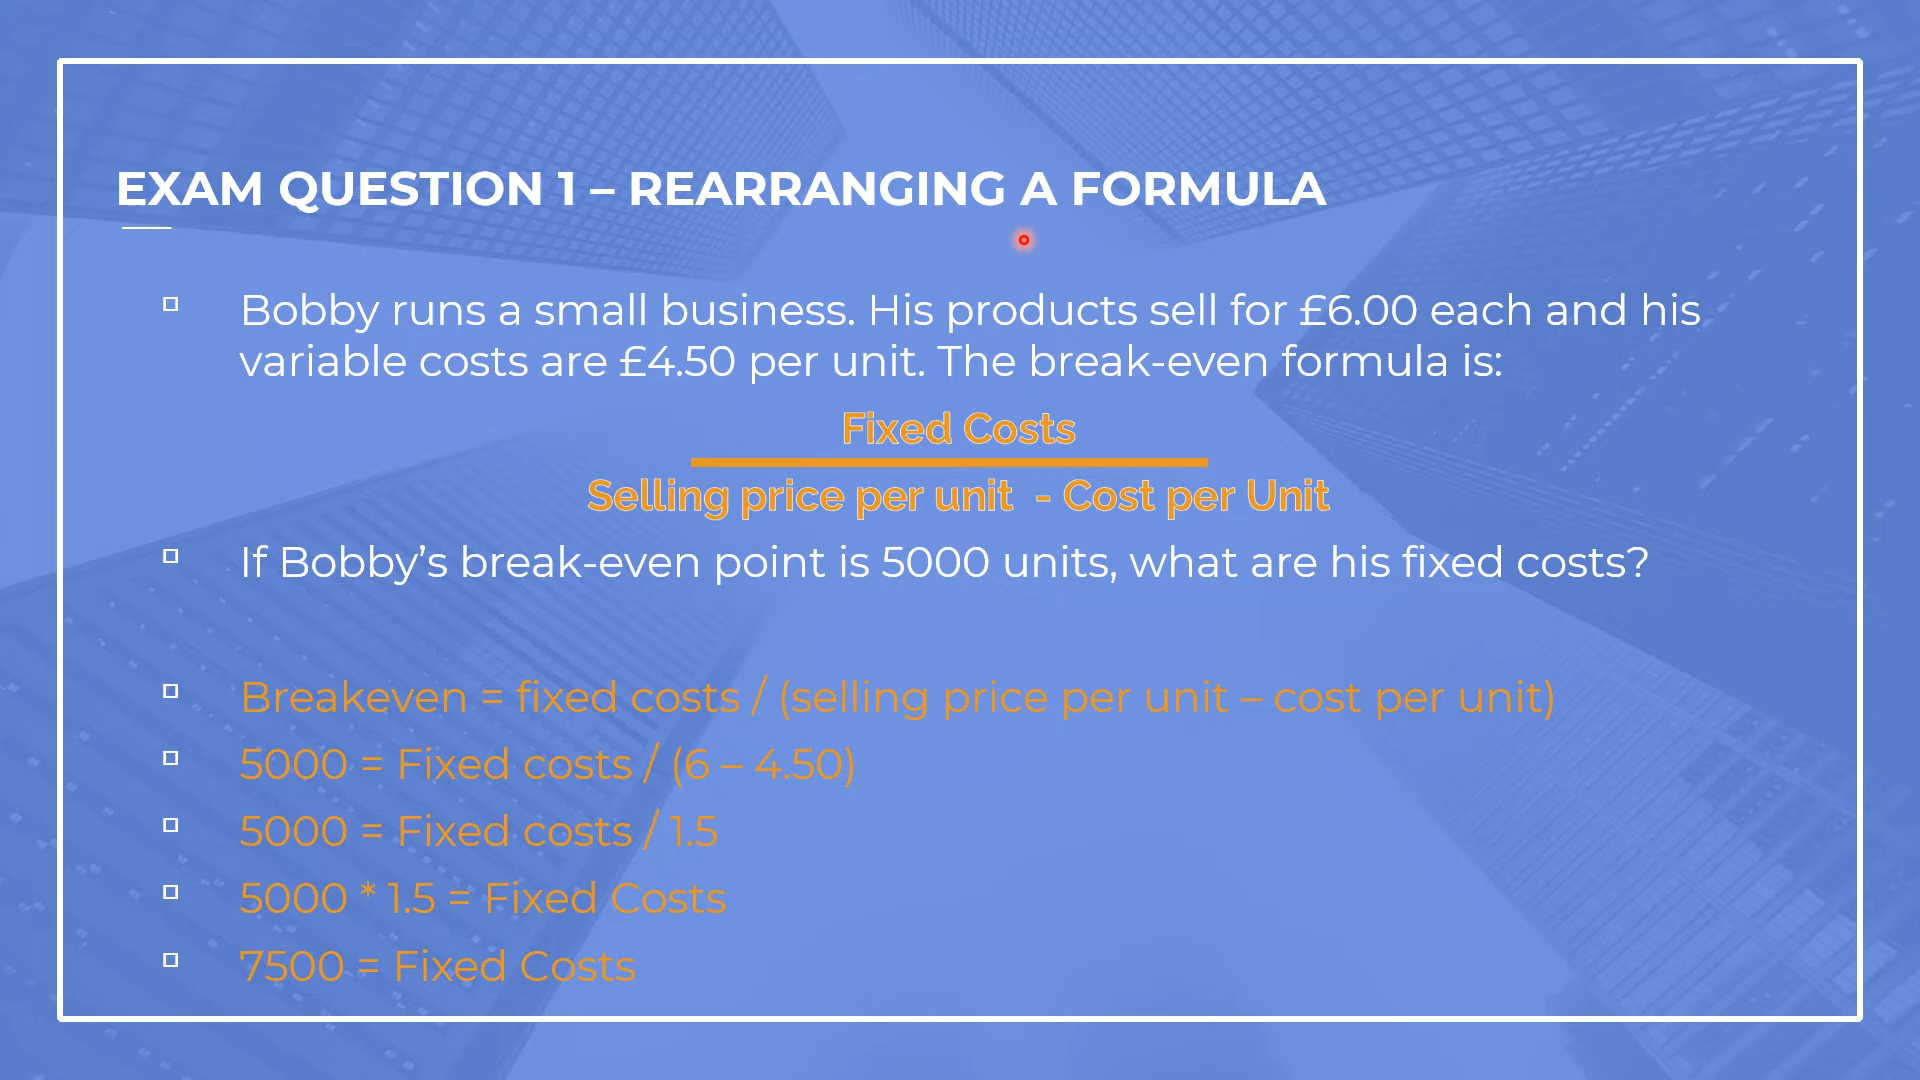 EXAM QUESTION 1 – REARRANGING A FORMULA
Bobby runs a small business. His products sell for £6.00 each and his
variable costs are £4.50 per unit. The break-even formula is:
Fixed Costs
Selling price per unit - Cost per Unit
If Bobby’s break-even point is 5000 units, what are his fixed costs?
Breakeven = fixed costs / (selling price per unit – cost per unit)
5000 = Fixed costs / (6 – 4.50)
5000 = Fixed costs / 1.5
5000 * 1.5 = Fixed Costs
7500 = Fixed Costs